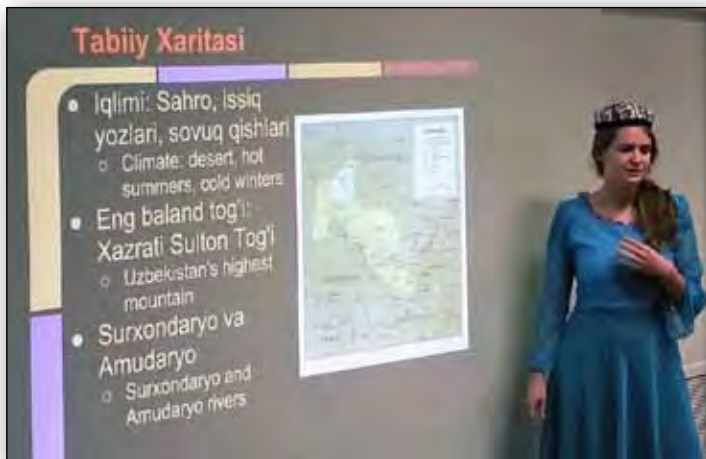 Tabiiy Xaritasi
Iqlimi: Sahro, issiq
yozlari, sovuq qishlari
Climate: desert, hot
summers, cold winters
Eng baland tog'i:
Xazrati Sulton Tog'i
Uzbekistan's highest
mountain
Surxondaryo va
Amudaryo
Surxondaryo and
Amudaryo rivers